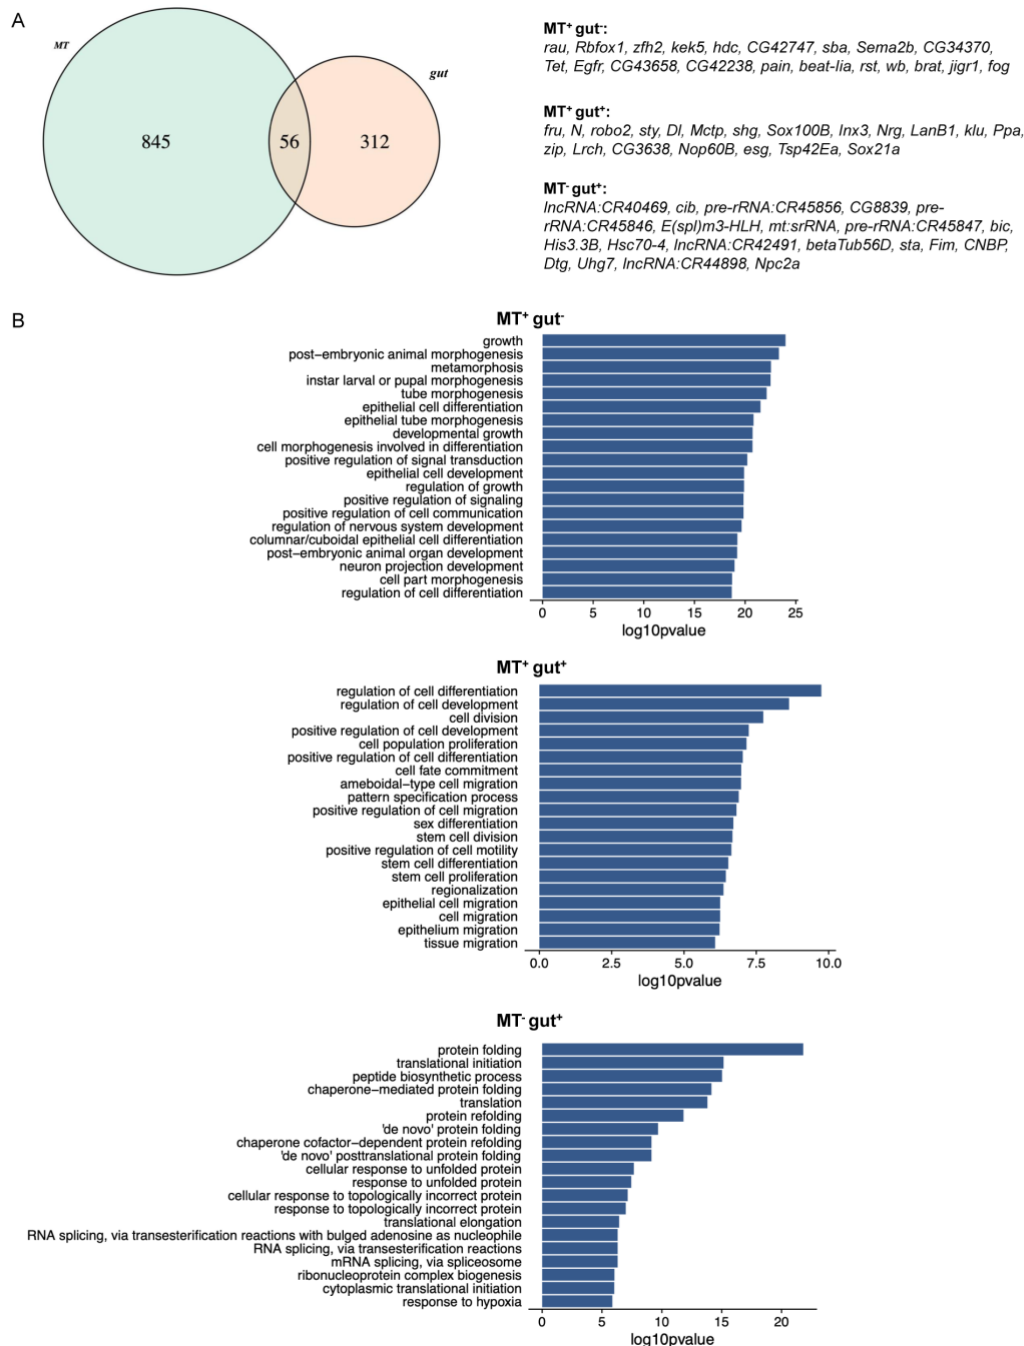 A
MT
gut
845
56
312
MT⁺ gut⁻:
rau, Rbfox1, zfh2, kek5, hdc, CG42747, sba, Sema2b, CG34370,
Tet, Egfr, CG43658, CG42238, pain, beat-Iia, rst, wb, brat, jigr1, fog
MT⁺ gut⁺:
fru, N, robo2, sty, Dl, Mctp, shg, Sox100B, Inx3, Nrg, LanB1, klu, Ppa,
zip, Lrch, CG3638, Nop60B, esg, Tsp42Ea, Sox21a
MT⁻ gut⁺:
lncRNA:CR40469, cib, pre-rRNA:CR45856, CG8839, pre-
rRNA:CR45846, E(spl)m3-HLH, mt:srRNA, pre-rRNA:CR45847, bic,
His3.3B, Hsc70-4, lncRNA:CR42491, betaTub56D, sta, Fim, CNBP,
Dtg, Uhg7, lncRNA:CR44898, Npc2a
B
MT⁺ gut⁻
growth
post−embryonic animal morphogenesis
metamorphosis
instar larval or pupal morphogenesis
tube morphogenesis
epithelial cell differentiation
epithelial tube morphogenesis
developmental growth
cell morphogenesis involved in differentiation
positive regulation of signal transduction
epithelial cell development
regulation of growth
positive regulation of signaling
positive regulation of cell communication
regulation of nervous system development
columnar/cuboidal epithelial cell differentiation
post−embryonic animal organ development
neuron projection development
cell part morphogenesis
regulation of cell differentiation
0 5 10 15 20 25
log10pvalue
MT⁺ gut⁺
regulation of cell differentiation
regulation of cell development
cell division
positive regulation of cell development
cell population proliferation
positive regulation of cell differentiation
cell fate commitment
ameboidal−type cell migration
pattern specification process
positive regulation of cell migration
sex differentiation
stem cell division
positive regulation of cell motility
stem cell differentiation
stem cell proliferation
regionalization
epithelial cell migration
cell migration
epithelium migration
tissue migration
0.0 2.5 5.0 7.5 10.0
log10pvalue
MT⁻ gut⁺
protein folding
translational initiation
peptide biosynthetic process
chaperone−mediated protein folding
translation
protein refolding
'de novo' protein folding
chaperone cofactor−dependent protein refolding
'de novo' posttranslational protein folding
cellular response to unfolded protein
response to unfolded protein
cellular response to topologically incorrect protein
response to topologically incorrect protein
translational elongation
RNA splicing, via transesterification reactions with bulged adenosine as nucleophile
RNA splicing, via transesterification reactions
mRNA splicing, via spliceosome
ribonucleoprotein complex biogenesis
cytoplasmic translational initiation
response to hypoxia
0 5 10 15 20
log10pvalue